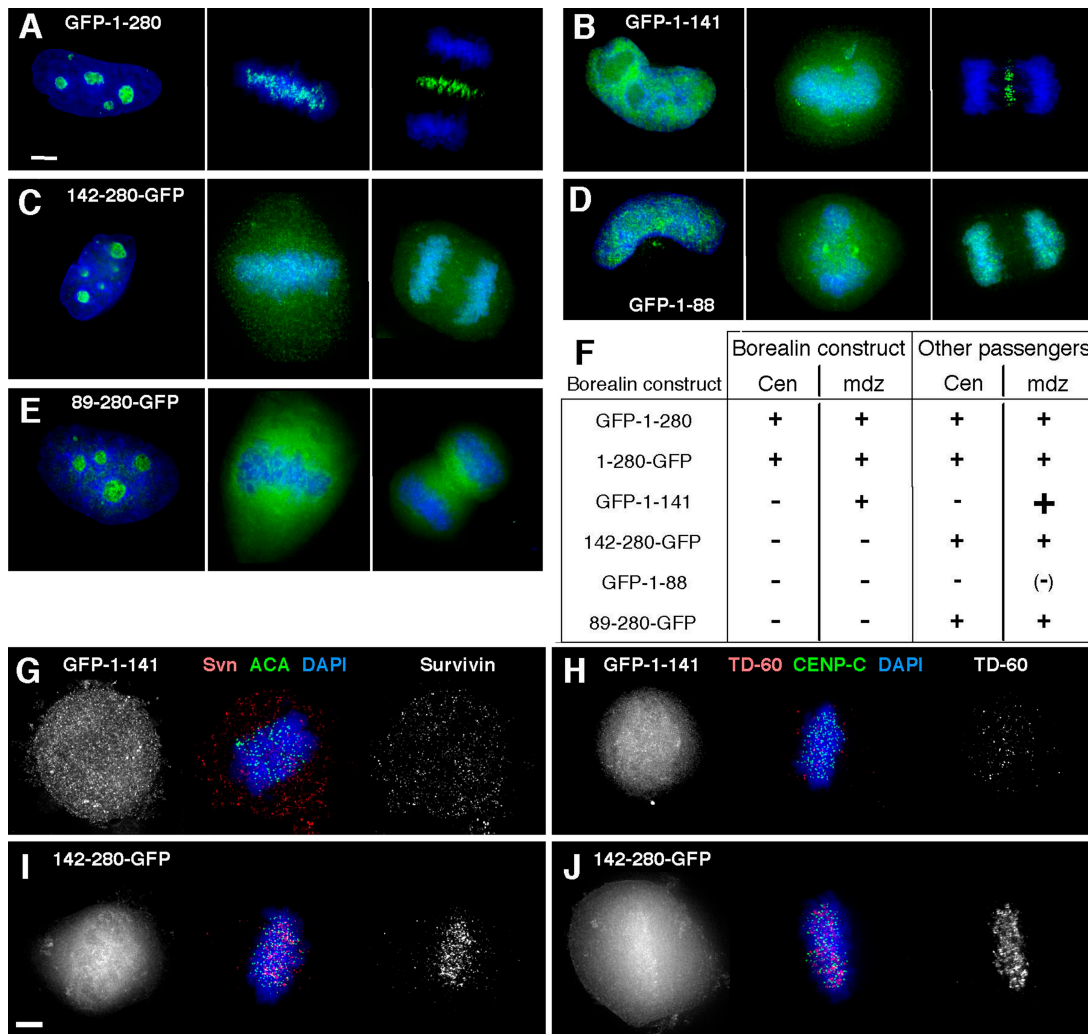 A GFP-1-280
B GFP-1-141
C 142-280-GFP
D GFP-1-88
E 89-280-GFP
F
Borealin construct Other passengers
Borealin construct Cen mdz Cen mdz
GFP-1-280 + + + +
1-280-GFP + + + +
GFP-1-141 - + - +
142-280-GFP - - + +
GFP-1-88 - - - (-)
89-280-GFP - - + +
G GFP-1-141 Svn ACA DAPI Survivin
H GFP-1-141 TD-60 CENP-C DAPI TD-60
I 142-280-GFP
J 142-280-GFP